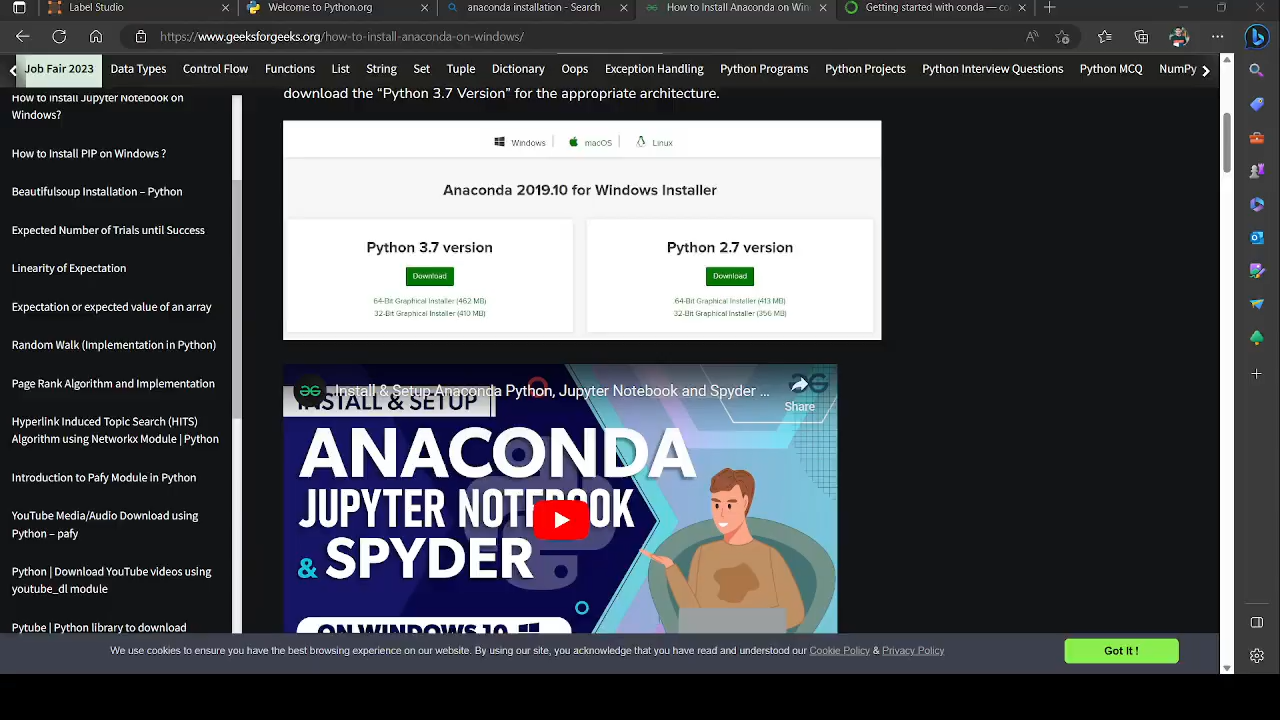 Label Studio
Welcome to Python.org
anaconda installation - Search
How to Install Anaconda on Win
Getting started with conda — co
https://www.geeksforgeeks.org/how-to-install-anaconda-on-windows/
Job Fair 2023
Data Types
Control Flow
Functions
List
String
Set
Tuple
Dictionary
Oops
Exception Handling
Python Programs
Python Projects
Python Interview Questions
Python MCQ
NumPy
How to Install Jupyter Notebook on
Windows?
How to Install PIP on Windows ?
Beautifulsoup Installation – Python
Expected Number of Trials until Success
Linearity of Expectation
Expectation or expected value of an array
Random Walk (Implementation in Python)
Page Rank Algorithm and Implementation
Hyperlink Induced Topic Search (HITS)
Algorithm using Networkx Module | Python
Introduction to Pafy Module in Python
YouTube Media/Audio Download using
Python – pafy
Python | Download YouTube videos using
youtube_dl module
Pytube | Python library to download
download the “Python 3.7 Version” for the appropriate architecture.
Windows
macOS
Linux
Anaconda 2019.10 for Windows Installer
Python 3.7 version
Download
64-Bit Graphical Installer (462 MB)
32-Bit Graphical Installer (410 MB)
Python 2.7 version
Download
64-Bit Graphical Installer (413 MB)
32-Bit Graphical Installer (356 MB)
Install & Setup Anaconda Python, Jupyter Notebook and Spyder ...
Share
INSTALL & SETUP
ANACONDA
JUPYTER NOTEBOOK
& SPYDER
ON WINDOWS 10
We use cookies to ensure you have the best browsing experience on our website. By using our site, you acknowledge that you have read and understood our Cookie Policy & Privacy Policy
Got It !